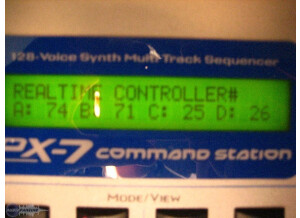 128-Voice Synth Multi-Track Sequencer
REALTIME CONTROLLER#
A: 74 B: 71 C: 25 D: 26
PX-7 command station
Mode/View